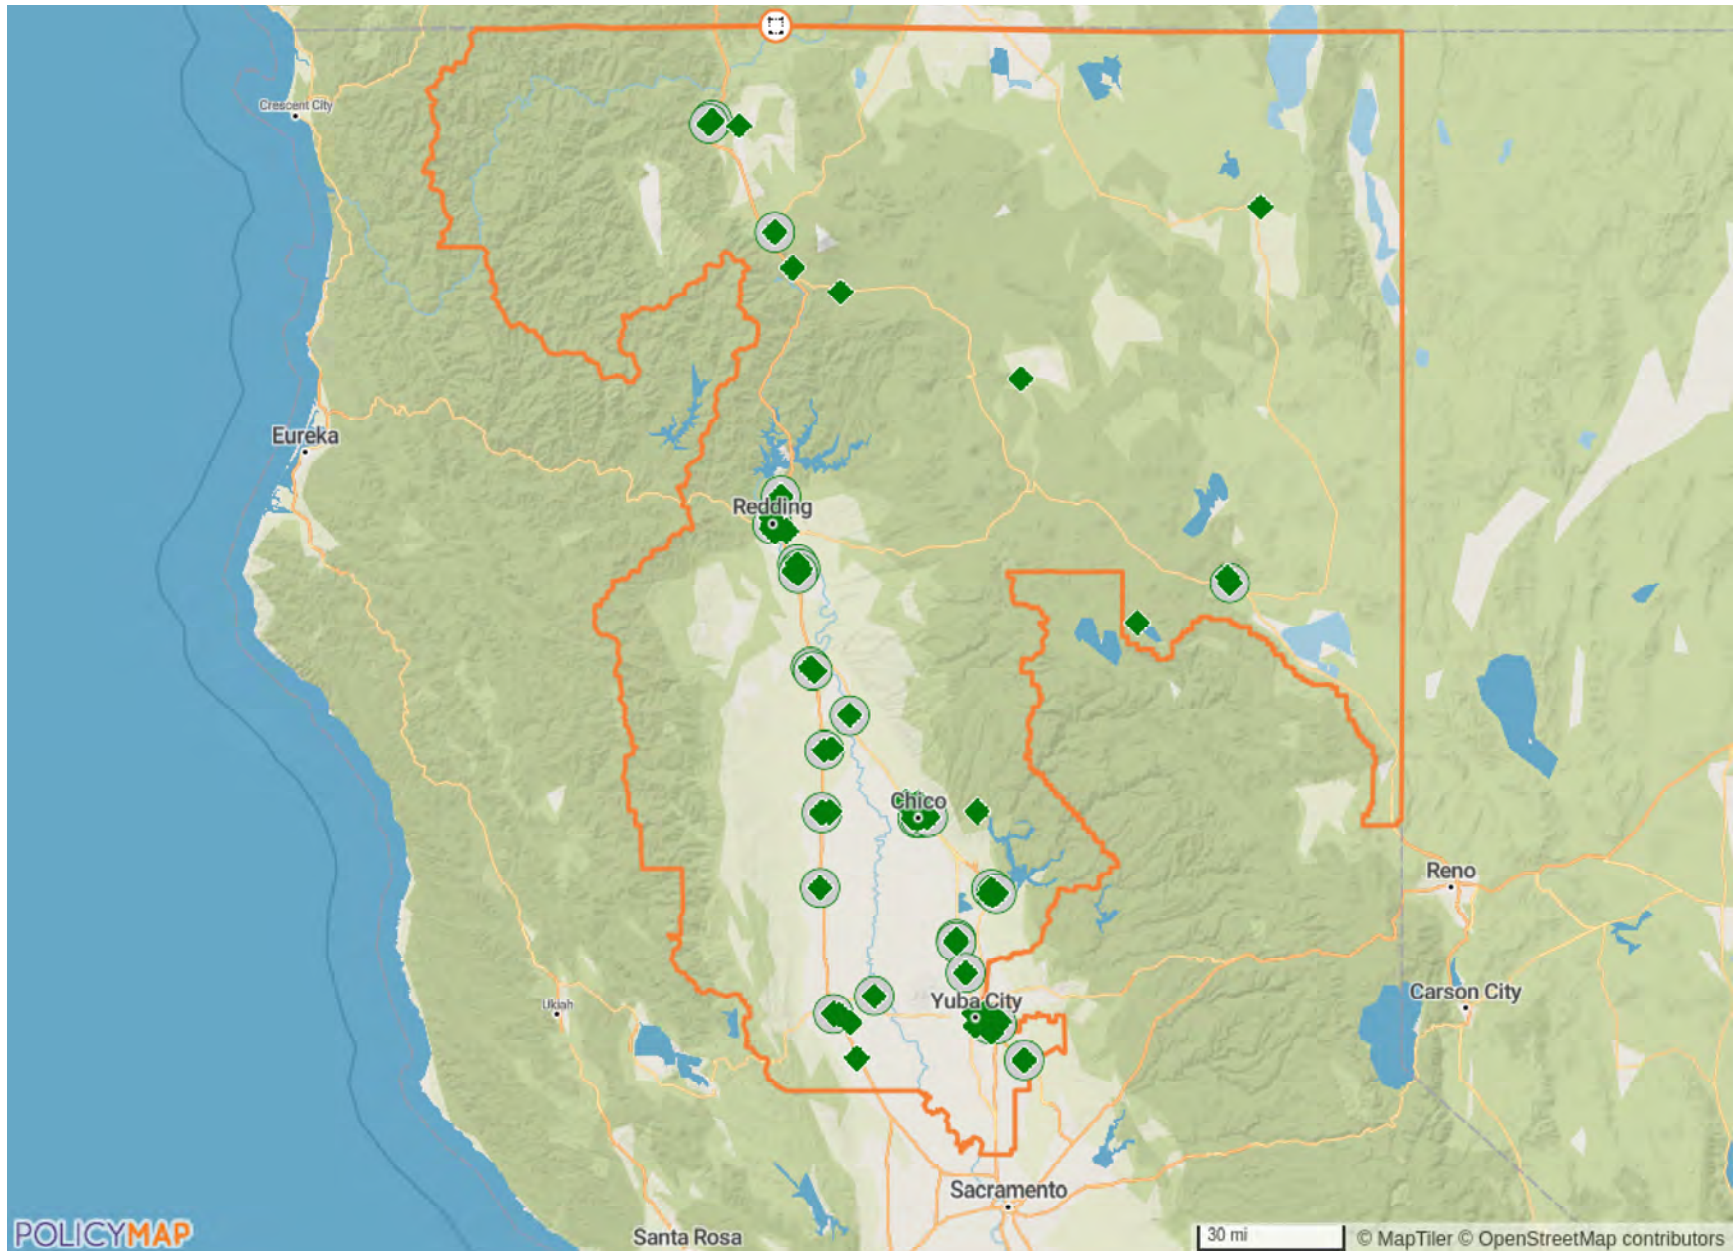 Crescent City
Eureka
Redding
Chico
Reno
Yuba City
Carson City
Ukiah
Sacramento
Santa Rosa
POLICYMAP
30 mi
© MapTiler © OpenStreetMap contributors